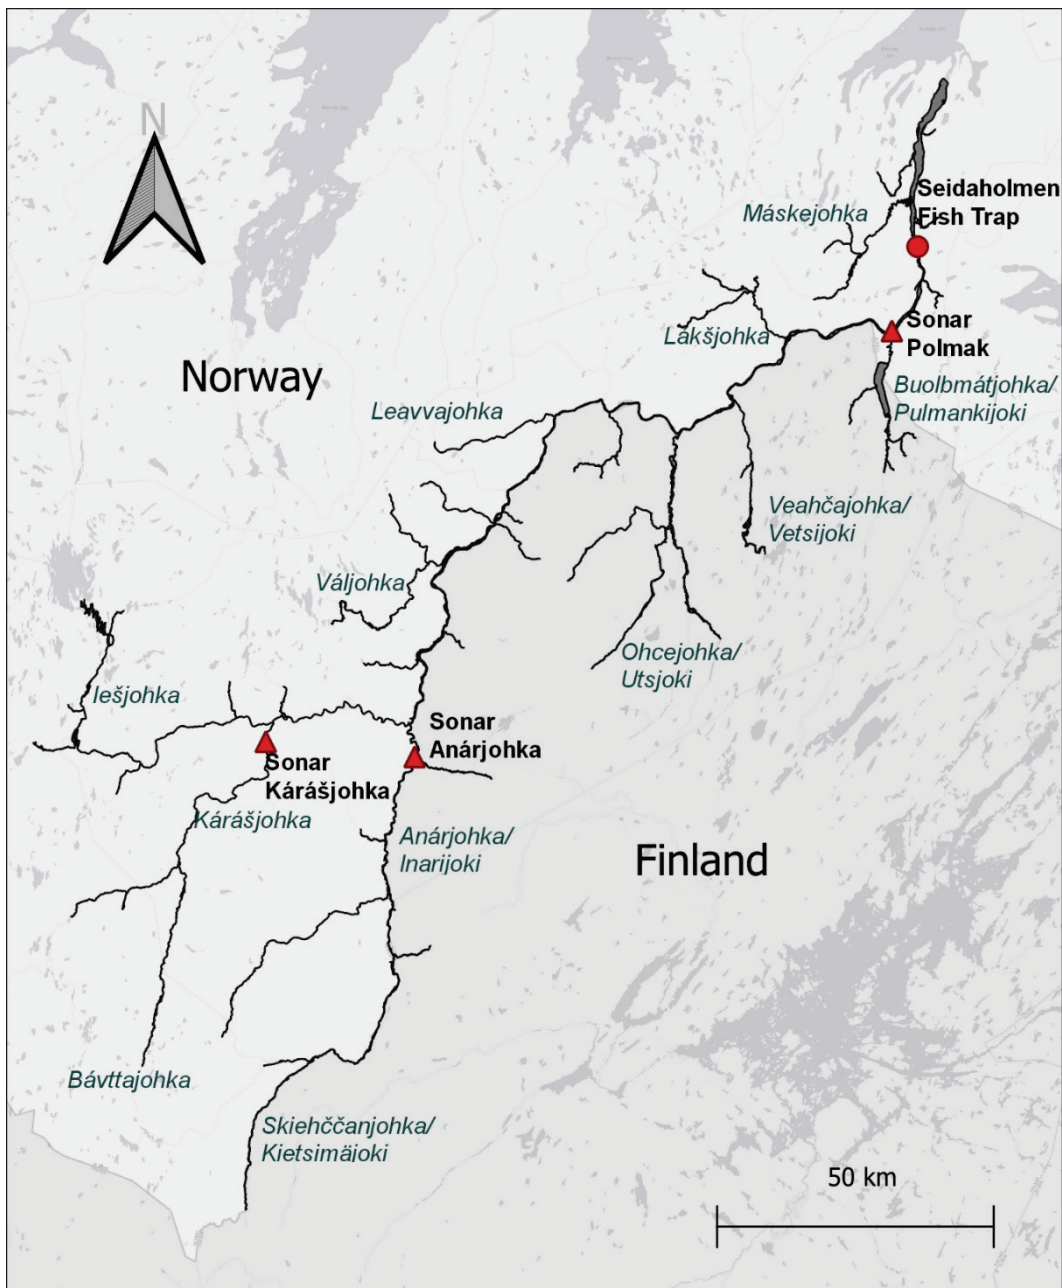 N
Seidaholmen
Fish Trap
Máskejohka
Sonar
Polmak
Lákšjohka
Norway
Buolbmátjohka/
Pulmankijoki
Leavvajohka
Veahčajohka/
Vetsijoki
Váljohka
Ohcejohka/
Utsjoki
Iešjohka
Sonar
Anárjohka
Sonar
Kárášjohka
Kárášjohka
Anárjohka/
Inarijoki
Finland
Bávttajohka
Skiehččanjohka/
Kietsimäjoki
50 km